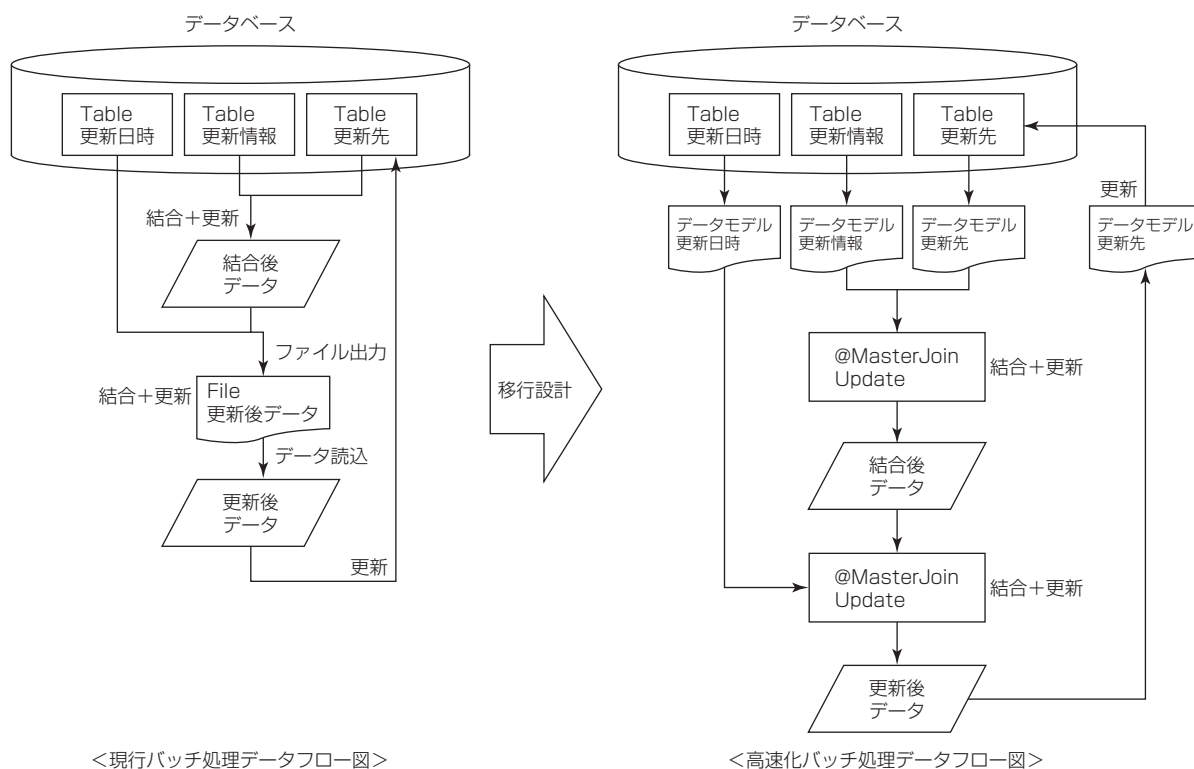 データベース
Table
更新日時
Table
更新情報
Table
更新先
結合＋更新
結合後
データ
ファイル出力
結合＋更新
File
更新後データ
データ読込
更新後
データ
更新
＜現行バッチ処理データフロー図＞
移行設計
データベース
Table
更新日時
Table
更新情報
Table
更新先
更新
データモデル
更新日時
データモデル
更新情報
データモデル
更新先
データモデル
更新先
@MasterJoin
Update
結合＋更新
結合後
データ
@MasterJoin
Update
結合＋更新
更新後
データ
＜高速化バッチ処理データフロー図＞